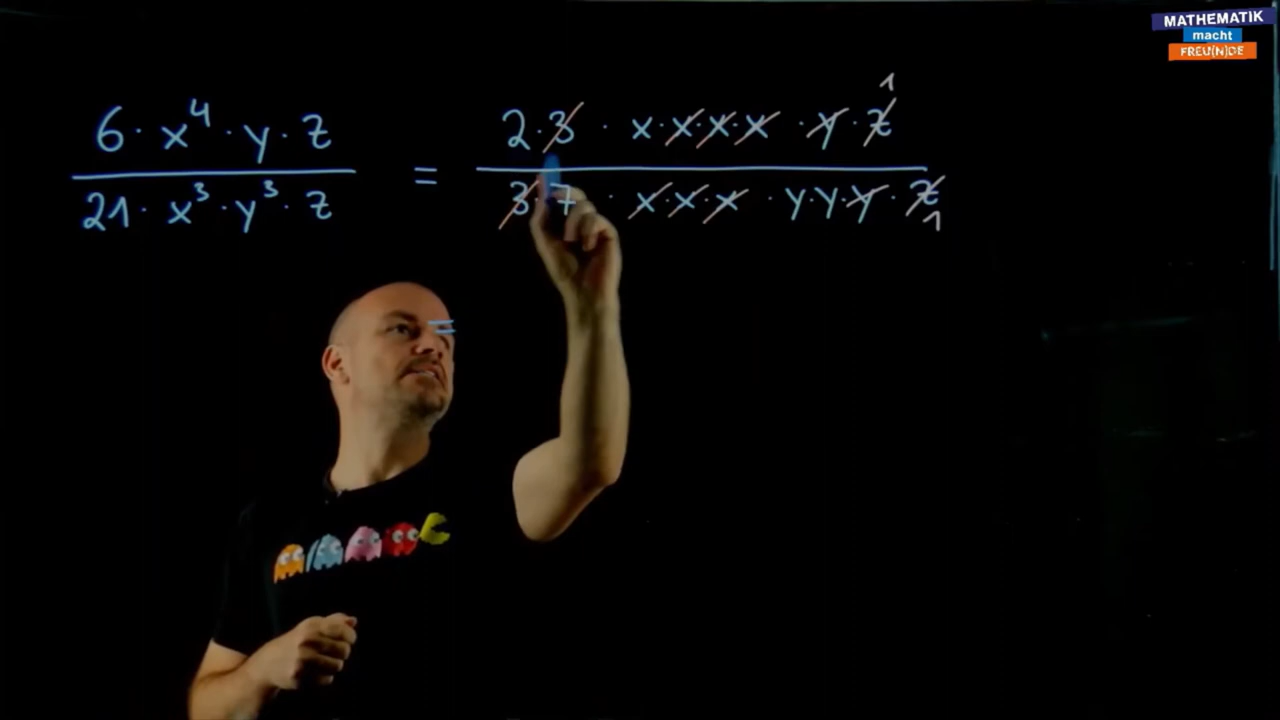 MATHEMATIK
macht
FREU(N)DE
1
6 · x⁴ · y · z
2 · 3 · x · x · x · x · y · z
=
21 · x³ · y³ · z
3 · 7 · x · x · x · y · y · y · z
1
=